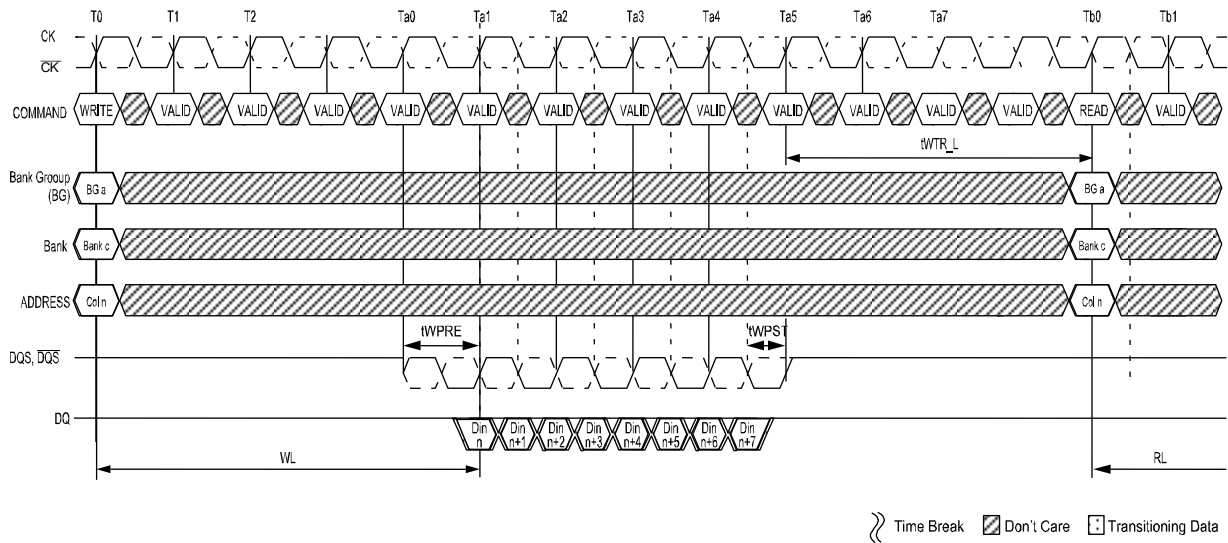 T0 T1 T2 Ta0 Ta1 Ta2 Ta3 Ta4 Ta5 Ta6 Ta7 Tb0 Tb1
CK
CK
COMMAND WRITE VALID VALID VALID VALID VALID VALID VALID VALID VALID VALID VALID VALID READ VALID
tWTR_L
Bank Grooup
(BG)
BG a BG a
Bank Bank c Bank c
ADDRESS Col n Col n
tWPRE tWPST
DQS, DQS
DQ
Din Din Din Din Din Din Din Din
n n+1 n+2 n+3 n+4 n+5 n+6 n+7
WL RL
Time Break Don't Care Transitioning Data